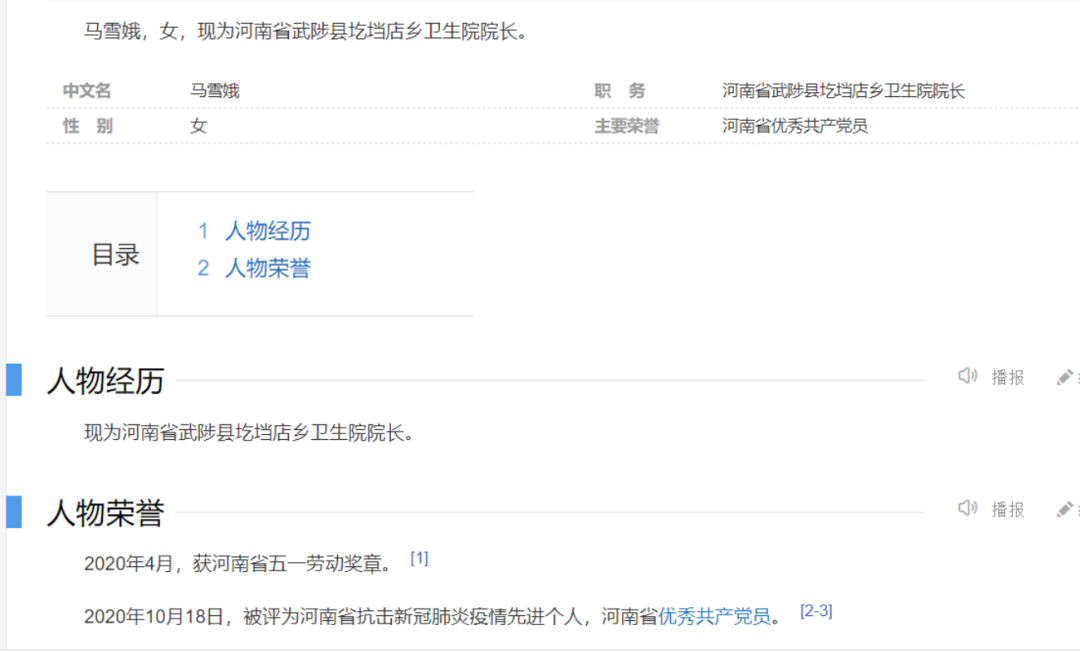 马雪娥，女，现为河南省武陟县圪垱店乡卫生院院长。
中文名 马雪娥 职 务 河南省武陟县圪垱店乡卫生院院长
性 别 女 主要荣誉 河南省优秀共产党员
目录
1 人物经历
2 人物荣誉
人物经历 播报
现为河南省武陟县圪垱店乡卫生院院长。
人物荣誉 播报
2020年4月，获河南省五一劳动奖章。 [1]
2020年10月18日，被评为河南省抗击新冠肺炎疫情先进个人，河南省优秀共产党员。 [2-3]